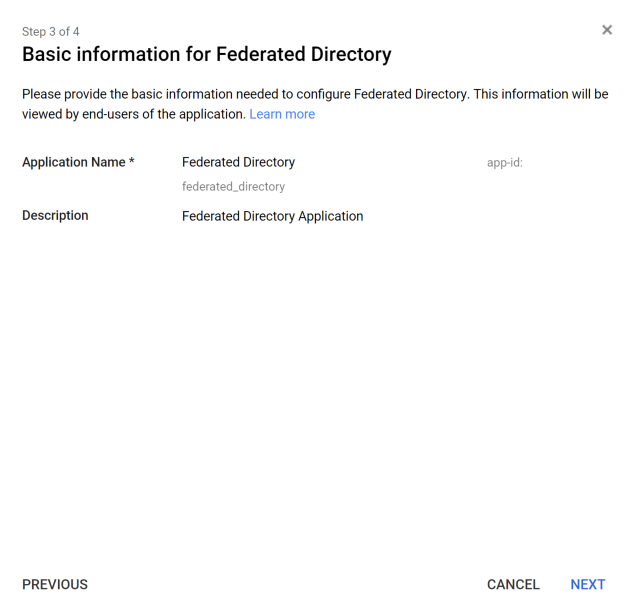 Step 3 of 4
Basic information for Federated Directory
Please provide the basic information needed to configure Federated Directory. This information will be
viewed by end-users of the application. Learn more
Application Name * Federated Directory app-id:
federated_directory
Description Federated Directory Application
PREVIOUS CANCEL NEXT